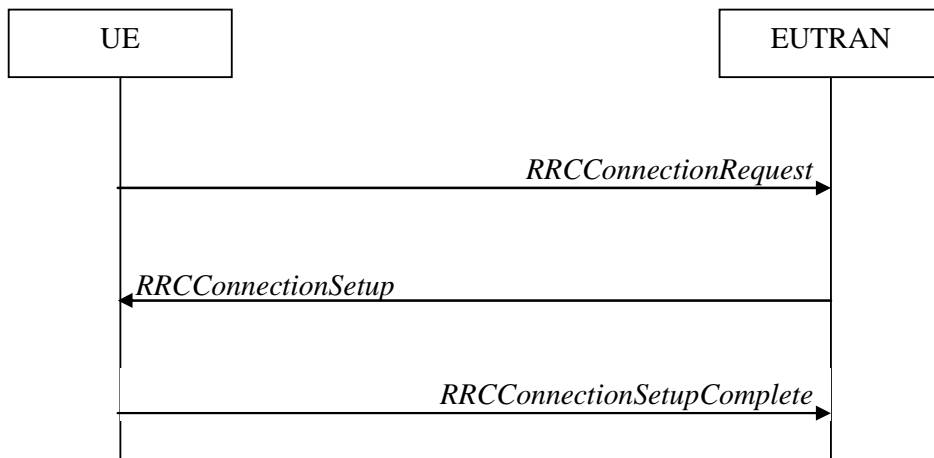 UE
EUTRAN
RRCConnectionRequest
RRCConnectionSetup
RRCConnectionSetupComplete